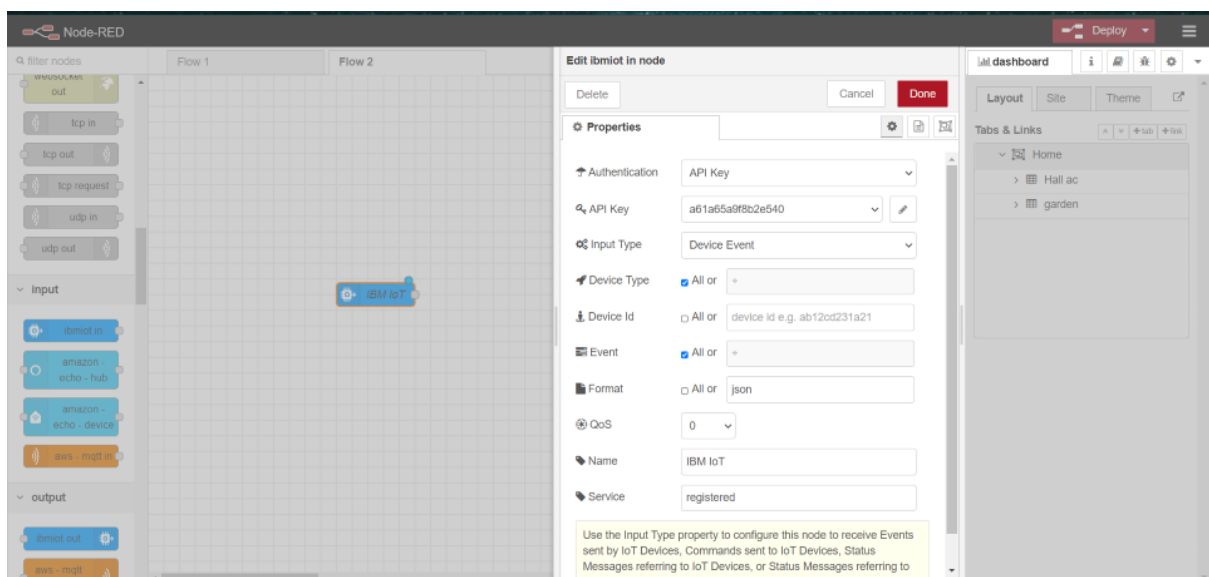 Node-RED
Deploy
filter nodes
Flow 1
Flow 2
Edit ibmiot in node
dashboard
i
websocket
out
tcp in
tcp out
tcp request
udp in
udp out
input
ibmiot in
amazon -
echo - hub
amazon -
echo - device
aws - mqtt in
output
ibmiot out
aws - mqtt
IBM IoT
Delete
Cancel
Done
Properties
Authentication
API Key
API Key
a61a65a9f8b2e540
Input Type
Device Event
Device Type
All or
+
Device Id
All or
device id e.g. ab12cd231a21
Event
All or
+
Format
All or
json
QoS
0
Name
IBM IoT
Service
registered
Use the Input Type property to configure this node to receive Events
sent by IoT Devices, Commands sent to IoT Devices, Status
Messages referring to IoT Devices, or Status Messages referring to
Layout
Site
Theme
Tabs & Links
+tab
+link
Home
Hall ac
garden